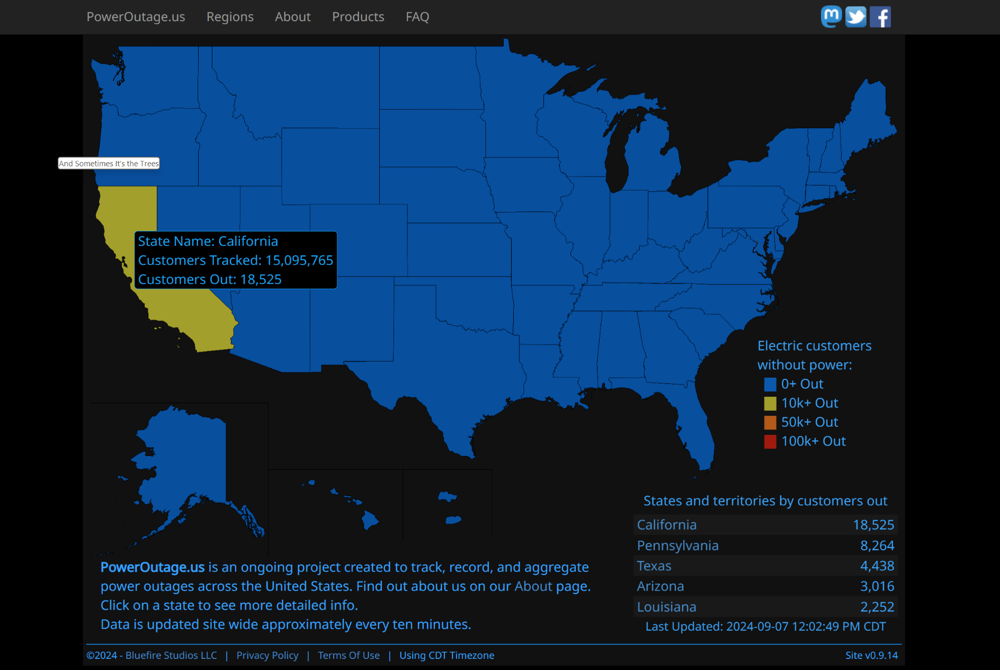 PowerOutage.us Regions About Products FAQ
And Sometimes It's the Trees
State Name: California
Customers Tracked: 15,095,765
Customers Out: 18,525
Electric customers
without power:
0+ Out
10k+ Out
50k+ Out
100k+ Out
States and territories by customers out
California 18,525
Pennsylvania 8,264
Texas 4,438
Arizona 3,016
Louisiana 2,252
Last Updated: 2024-09-07 12:02:49 PM CDT
PowerOutage.us is an ongoing project created to track, record, and aggregate
power outages across the United States. Find out about us on our About page.
Click on a state to see more detailed info.
Data is updated site wide approximately every ten minutes.
©2024 - Bluefire Studios LLC | Privacy Policy | Terms Of Use | Using CDT Timezone
Site v0.9.14